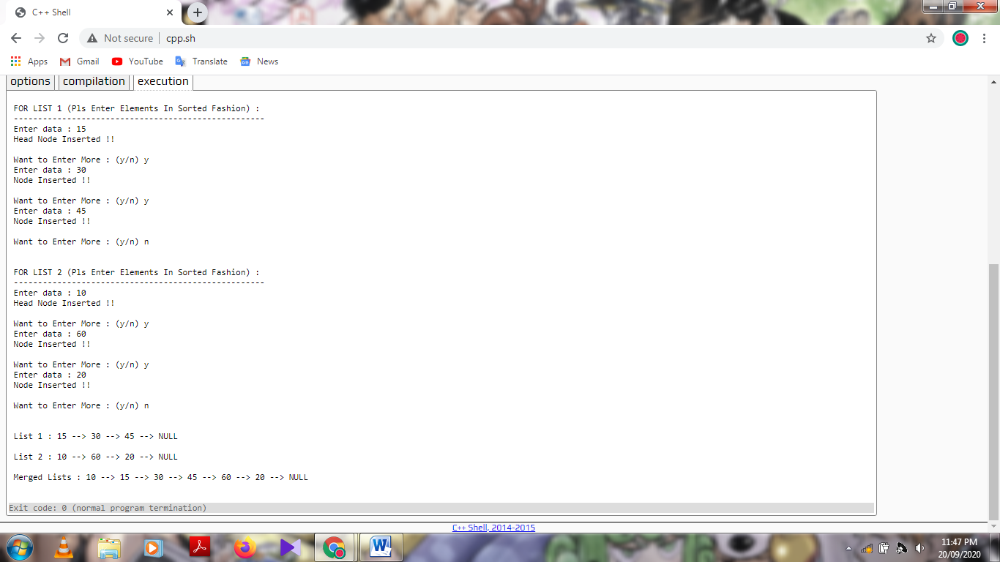 C++ Shell
Not secure
cpp.sh
Apps
Gmail
YouTube
Translate
News
options
compilation
execution
FOR LIST 1 (Pls Enter Elements In Sorted Fashion) :
----------------------------------------------------
Enter data : 15
Head Node Inserted !!
Want to Enter More : (y/n) y
Enter data : 30
Node Inserted !!
Want to Enter More : (y/n) y
Enter data : 45
Node Inserted !!
Want to Enter More : (y/n) n
FOR LIST 2 (Pls Enter Elements In Sorted Fashion) :
----------------------------------------------------
Enter data : 10
Head Node Inserted !!
Want to Enter More : (y/n) y
Enter data : 60
Node Inserted !!
Want to Enter More : (y/n) y
Enter data : 20
Node Inserted !!
Want to Enter More : (y/n) n
List 1 : 15 --> 30 --> 45 --> NULL
List 2 : 10 --> 60 --> 20 --> NULL
Merged Lists : 10 --> 15 --> 30 --> 45 --> 60 --> 20 --> NULL
Exit code: 0 (normal program termination)
C++ Shell, 2014-2015
11:47 PM
20/09/2020